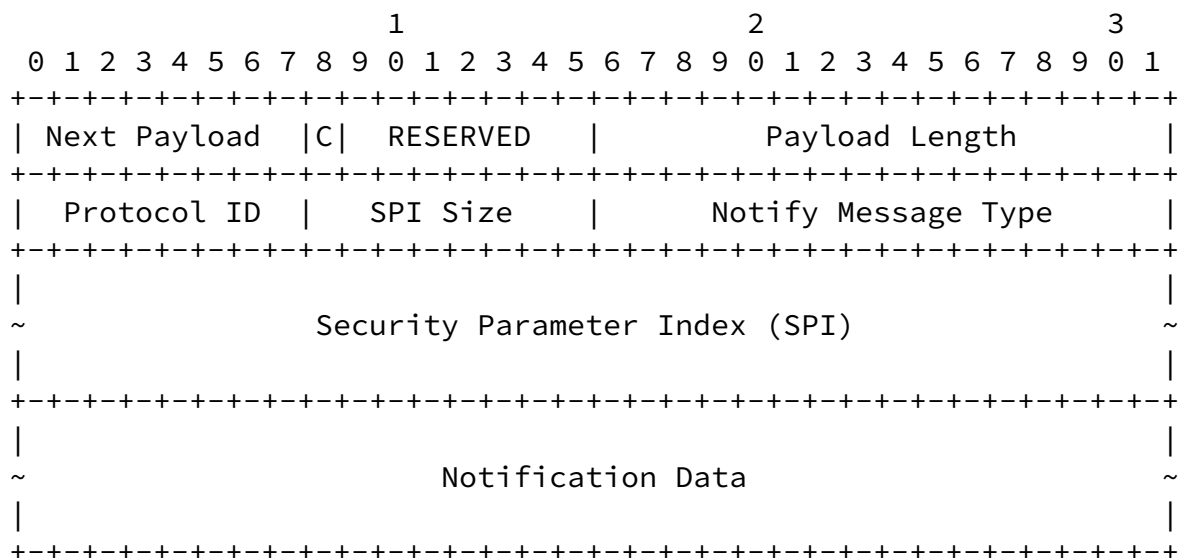 1                   2                   3
 0 1 2 3 4 5 6 7 8 9 0 1 2 3 4 5 6 7 8 9 0 1 2 3 4 5 6 7 8 9 0 1
+-+-+-+-+-+-+-+-+-+-+-+-+-+-+-+-+-+-+-+-+-+-+-+-+-+-+-+-+-+-+-+-+
| Next Payload  |C|  RESERVED   |         Payload Length        |
+-+-+-+-+-+-+-+-+-+-+-+-+-+-+-+-+-+-+-+-+-+-+-+-+-+-+-+-+-+-+-+-+
|  Protocol ID  |   SPI Size    |      Notify Message Type      |
+-+-+-+-+-+-+-+-+-+-+-+-+-+-+-+-+-+-+-+-+-+-+-+-+-+-+-+-+-+-+-+-+
|                                                               |
~                Security Parameter Index (SPI)                 ~
|                                                               |
+-+-+-+-+-+-+-+-+-+-+-+-+-+-+-+-+-+-+-+-+-+-+-+-+-+-+-+-+-+-+-+-+
|                                                               |
~                       Notification Data                       ~
|                                                               |
+-+-+-+-+-+-+-+-+-+-+-+-+-+-+-+-+-+-+-+-+-+-+-+-+-+-+-+-+-+-+-+-+